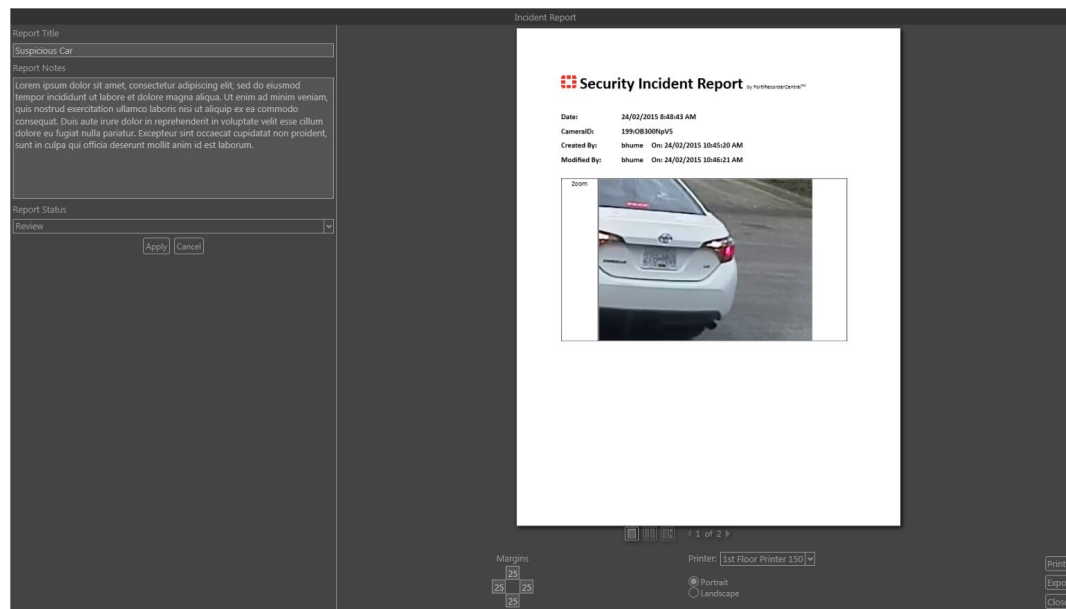 Incident Report
Report Title
Suspicious Car
Report Notes
Lorem ipsum dolor sit amet, consectetur adipiscing elit, sed do eiusmod
tempor incididunt ut labore et dolore magna aliqua. Ut enim ad minim veniam,
quis nostrud exercitation ullamco laboris nisi ut aliquip ex ea commodo
consequat. Duis aute irure dolor in reprehenderit in voluptate velit esse cillum
dolore eu fugiat nulla pariatur. Excepteur sint occaecat cupidatat non proident,
sunt in culpa qui officia deserunt mollit anim id est laborum.
Report Status
Review
Apply Cancel
Security Incident Report by FortiRecorderCentral™
Date: 24/02/2015 8:48:43 AM
CameraID: 199:OB300NpV5
Created By: bhume On: 24/02/2015 10:45:20 AM
Modified By: bhume On: 24/02/2015 10:46:21 AM
Zoom
1 of 2
Margins
25
25 25
25
Printer: 1st Floor Printer 150
Portrait
Landscape
Print
Expo
Close